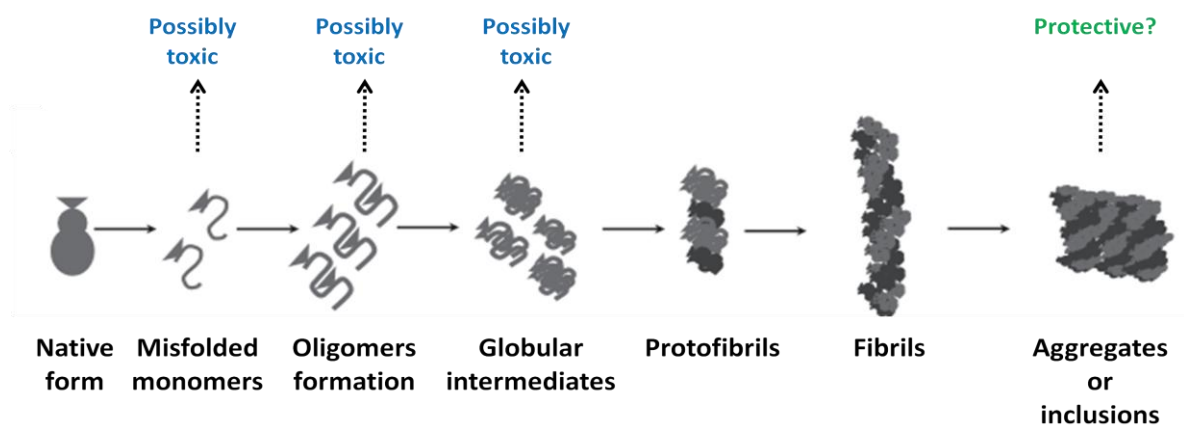 Possibly
toxic
Possibly
toxic
Possibly
toxic
Protective?
Native
form
Misfolded
monomers
Oligomers
formation
Globular
intermediates
Protofibrils
Fibrils
Aggregates
or
inclusions